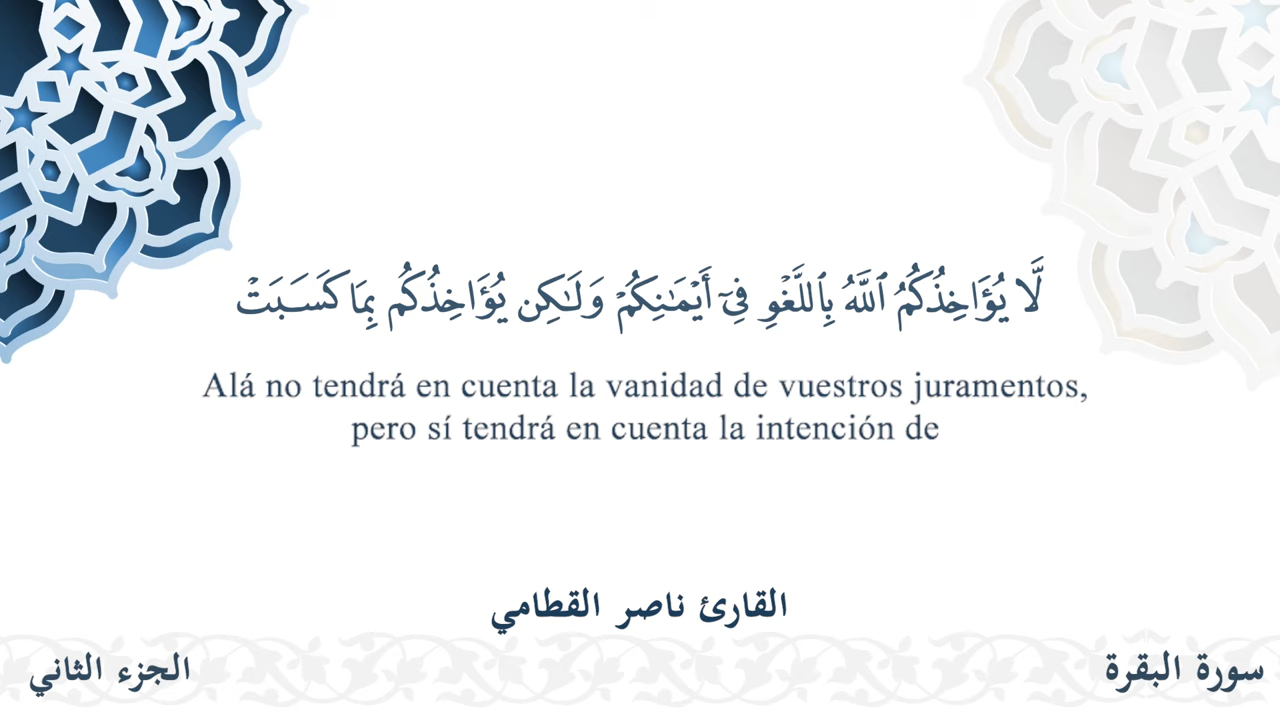 لَّا يُؤَاخِذُكُمُ ٱللَّهُ بِٱللَّغْوِ فِىٓ أَيْمَـٰنِكُمْ وَلَـٰكِن يُؤَاخِذُكُم بِمَا كَسَبَتْ
Alá no tendrá en cuenta la vanidad de vuestros juramentos,
pero sí tendrá en cuenta la intención de
القارئ ناصر القطامي
سورة البقرة
الجزء الثاني